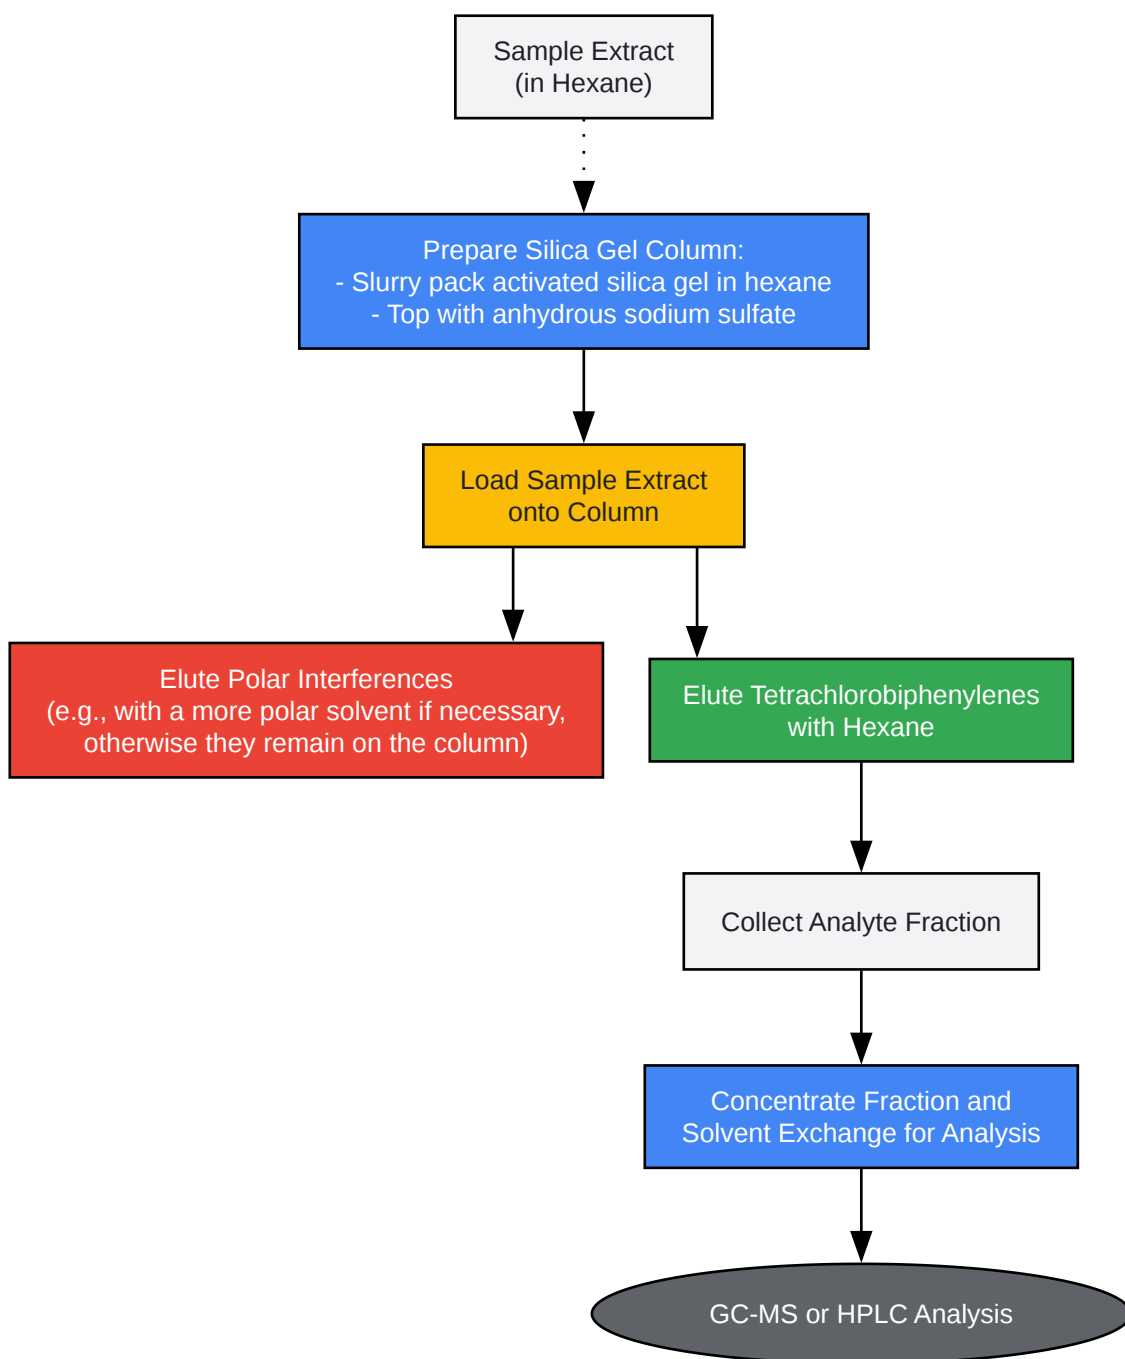 Sample Extract
(in Hexane)
Prepare Silica Gel Column:
- Slurry pack activated silica gel in hexane
- Top with anhydrous sodium sulfate
Load Sample Extract
onto Column
Elute Polar Interferences
(e.g., with a more polar solvent if necessary,
otherwise they remain on the column)
Elute Tetrachlorobiphenylenes
with Hexane
Collect Analyte Fraction
Concentrate Fraction and
Solvent Exchange for Analysis
GC-MS or HPLC Analysis